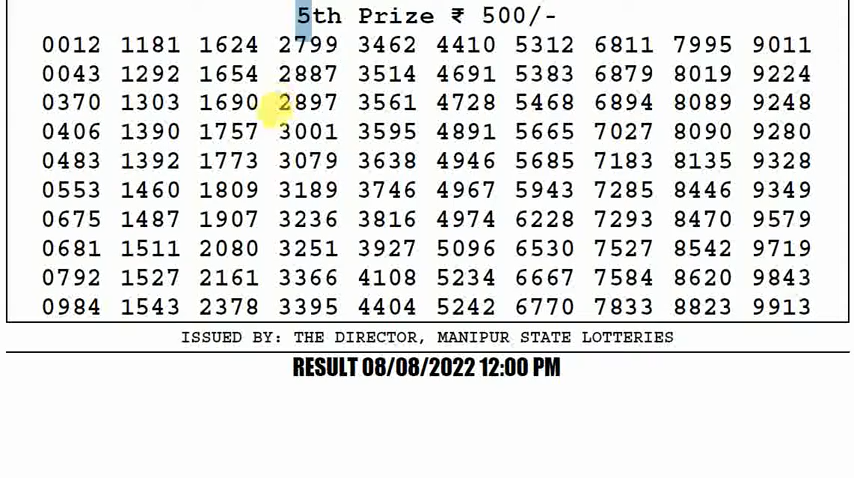 5th Prize ₹ 500/-
0012 1181 1624 2799 3462 4410 5312 6811 7995 9011
0043 1292 1654 2887 3514 4691 5383 6879 8019 9224
0370 1303 1690 2897 3561 4728 5468 6894 8089 9248
0406 1390 1757 3001 3595 4891 5665 7027 8090 9280
0483 1392 1773 3079 3638 4946 5685 7183 8135 9328
0553 1460 1809 3189 3746 4967 5943 7285 8446 9349
0675 1487 1907 3236 3816 4974 6228 7293 8470 9579
0681 1511 2080 3251 3927 5096 6530 7527 8542 9719
0792 1527 2161 3366 4108 5234 6667 7584 8620 9843
0984 1543 2378 3395 4404 5242 6770 7833 8823 9913
ISSUED BY: THE DIRECTOR, MANIPUR STATE LOTTERIES
RESULT 08/08/2022 12:00 PM